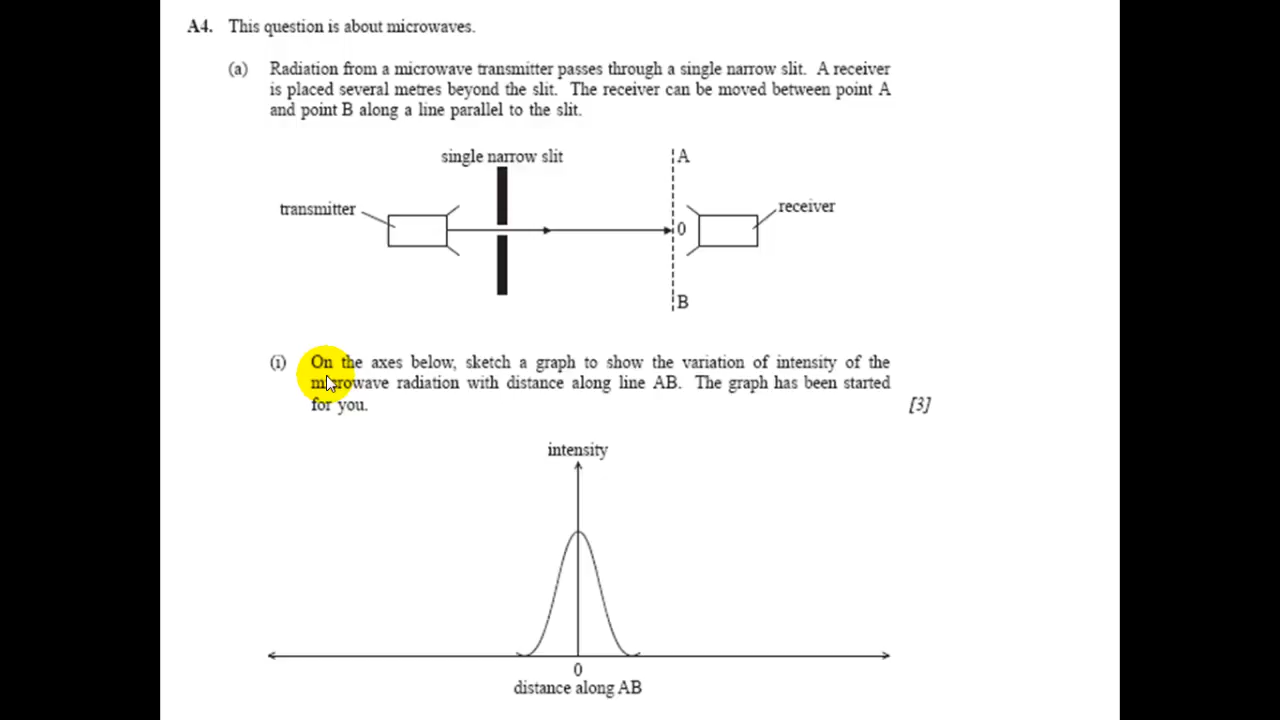 A4. This question is about microwaves.
(a) Radiation from a microwave transmitter passes through a single narrow slit. A receiver
is placed several metres beyond the slit. The receiver can be moved between point A
and point B along a line parallel to the slit.
single narrow slit
A
transmitter
receiver
0
B
(i) On the axes below, sketch a graph to show the variation of intensity of the
microwave radiation with distance along line AB. The graph has been started
for you. [3]
intensity
0
distance along AB